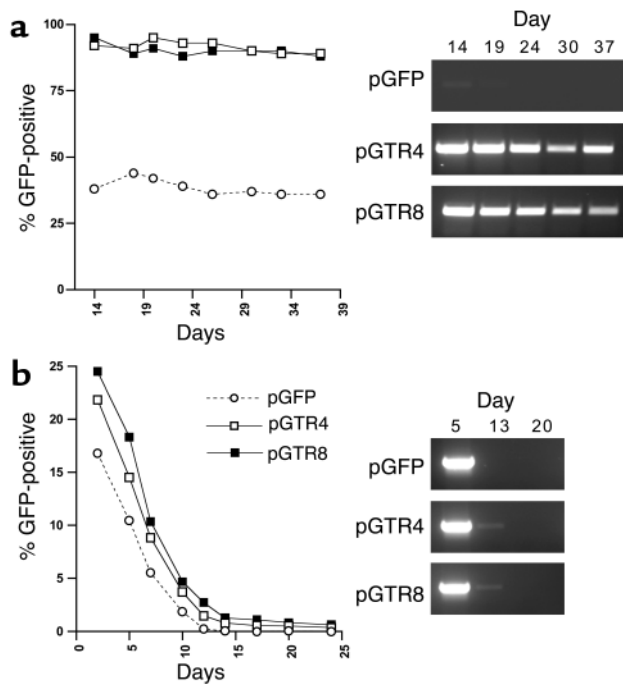 a
% GFP-positive
100
75
50
25
0
14 19 24 29 34 39
Days
Day
14 19 24 30 37
pGFP
pGTR4
pGTR8
b
% GFP-positive
25
20
15
10
5
0
0 5 10 15 20 25
Days
pGFP
pGTR4
pGTR8
Day
5 13 20
pGFP
pGTR4
pGTR8